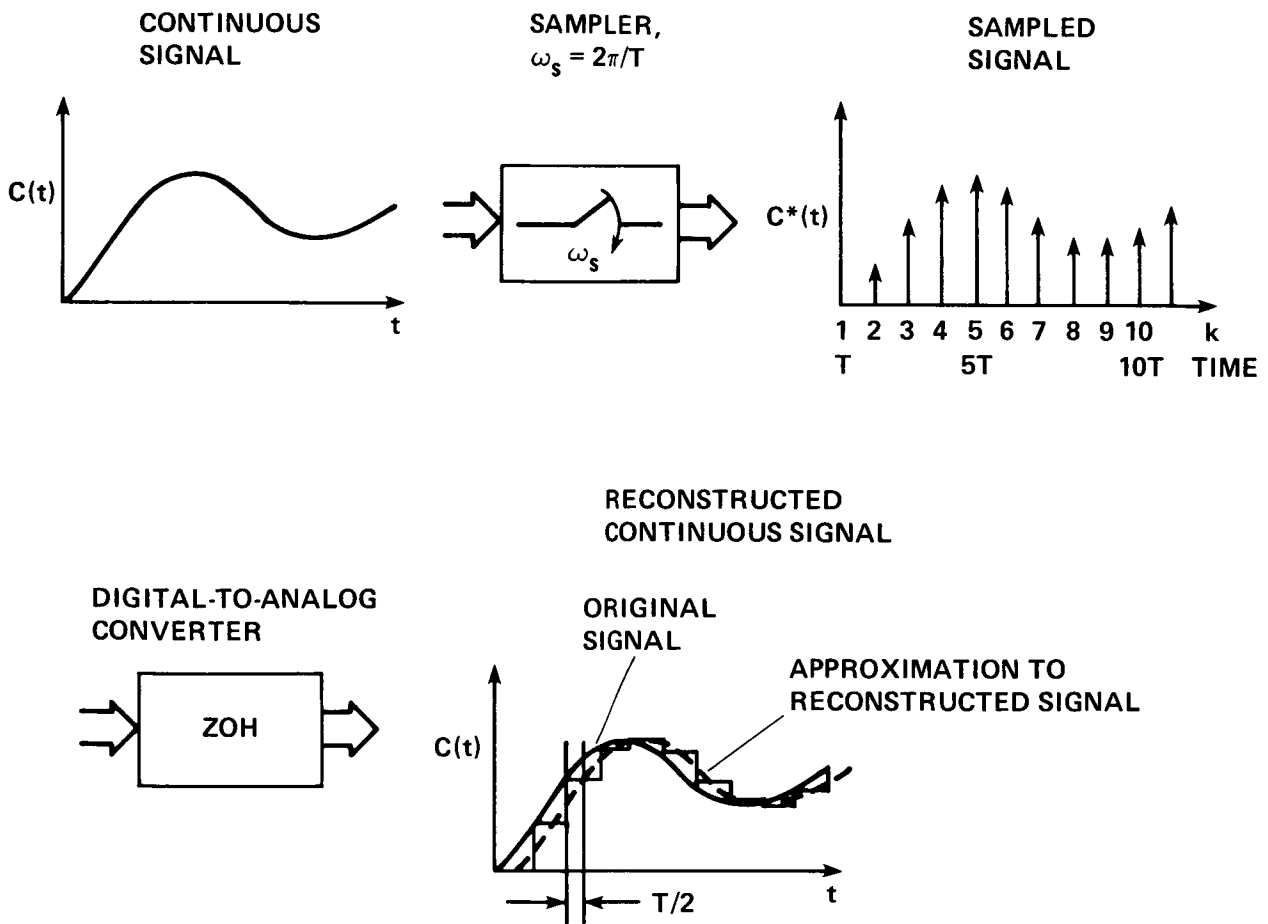 CONTINUOUS
SIGNAL
SAMPLER,
ωs = 2π/T
SAMPLED
SIGNAL
C(t)
t
ωs
C*(t)
1 2 3 4 5 6 7 8 9 10 k
T 5T 10T TIME
RECONSTRUCTED
CONTINUOUS SIGNAL
DIGITAL-TO-ANALOG
CONVERTER
ZOH
ORIGINAL
SIGNAL
APPROXIMATION TO
RECONSTRUCTED SIGNAL
C(t)
t
T/2